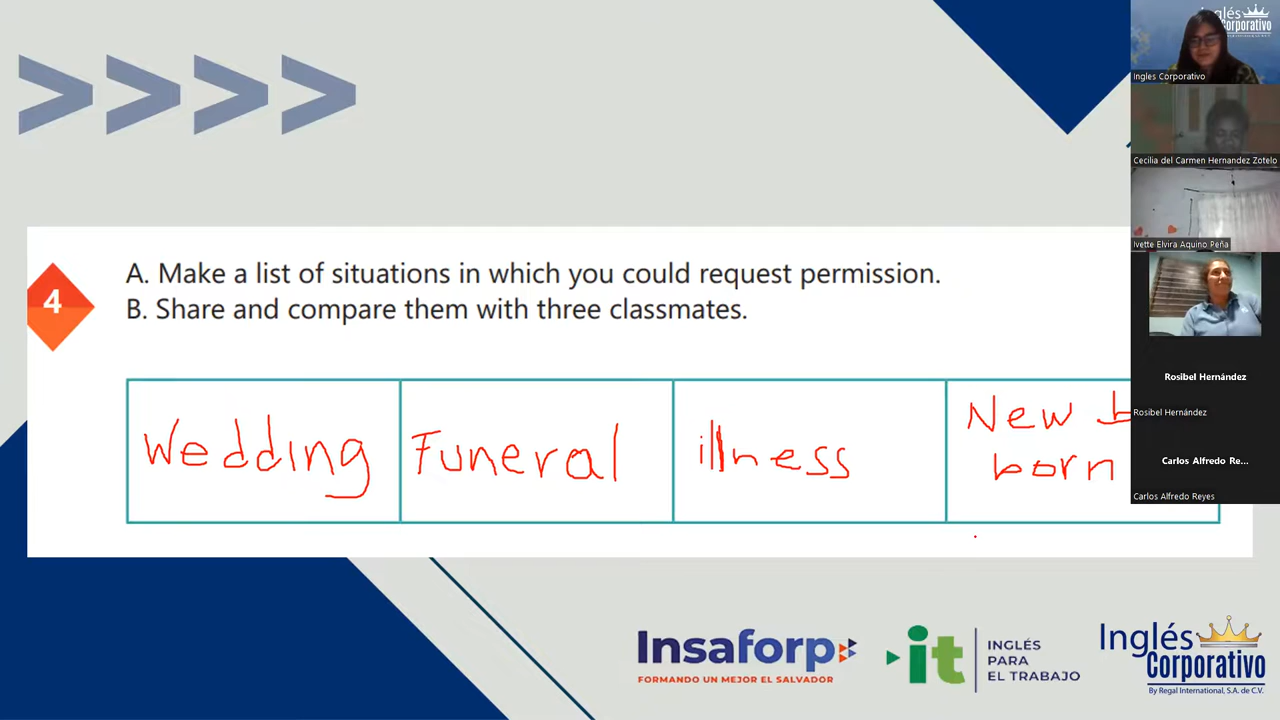 Inglés
Corporativo
Ingles Corporativo
Cecilia del Carmen Hernandez Zotelo
Ivette Elvira Aquino Peña
Rosibel Hernández
Rosibel Hernández
Carlos Alfredo Re...
Carlos Alfredo Reyes
4
A. Make a list of situations in which you could request permission.
B. Share and compare them with three classmates.
Wedding
Funeral
illness
New b
born
Insaforp
FORMANDO UN MEJOR EL SALVADOR
it
INGLÉS
PARA
EL TRABAJO
Inglés
Corporativo
By Regal International, S.A. de C.V.